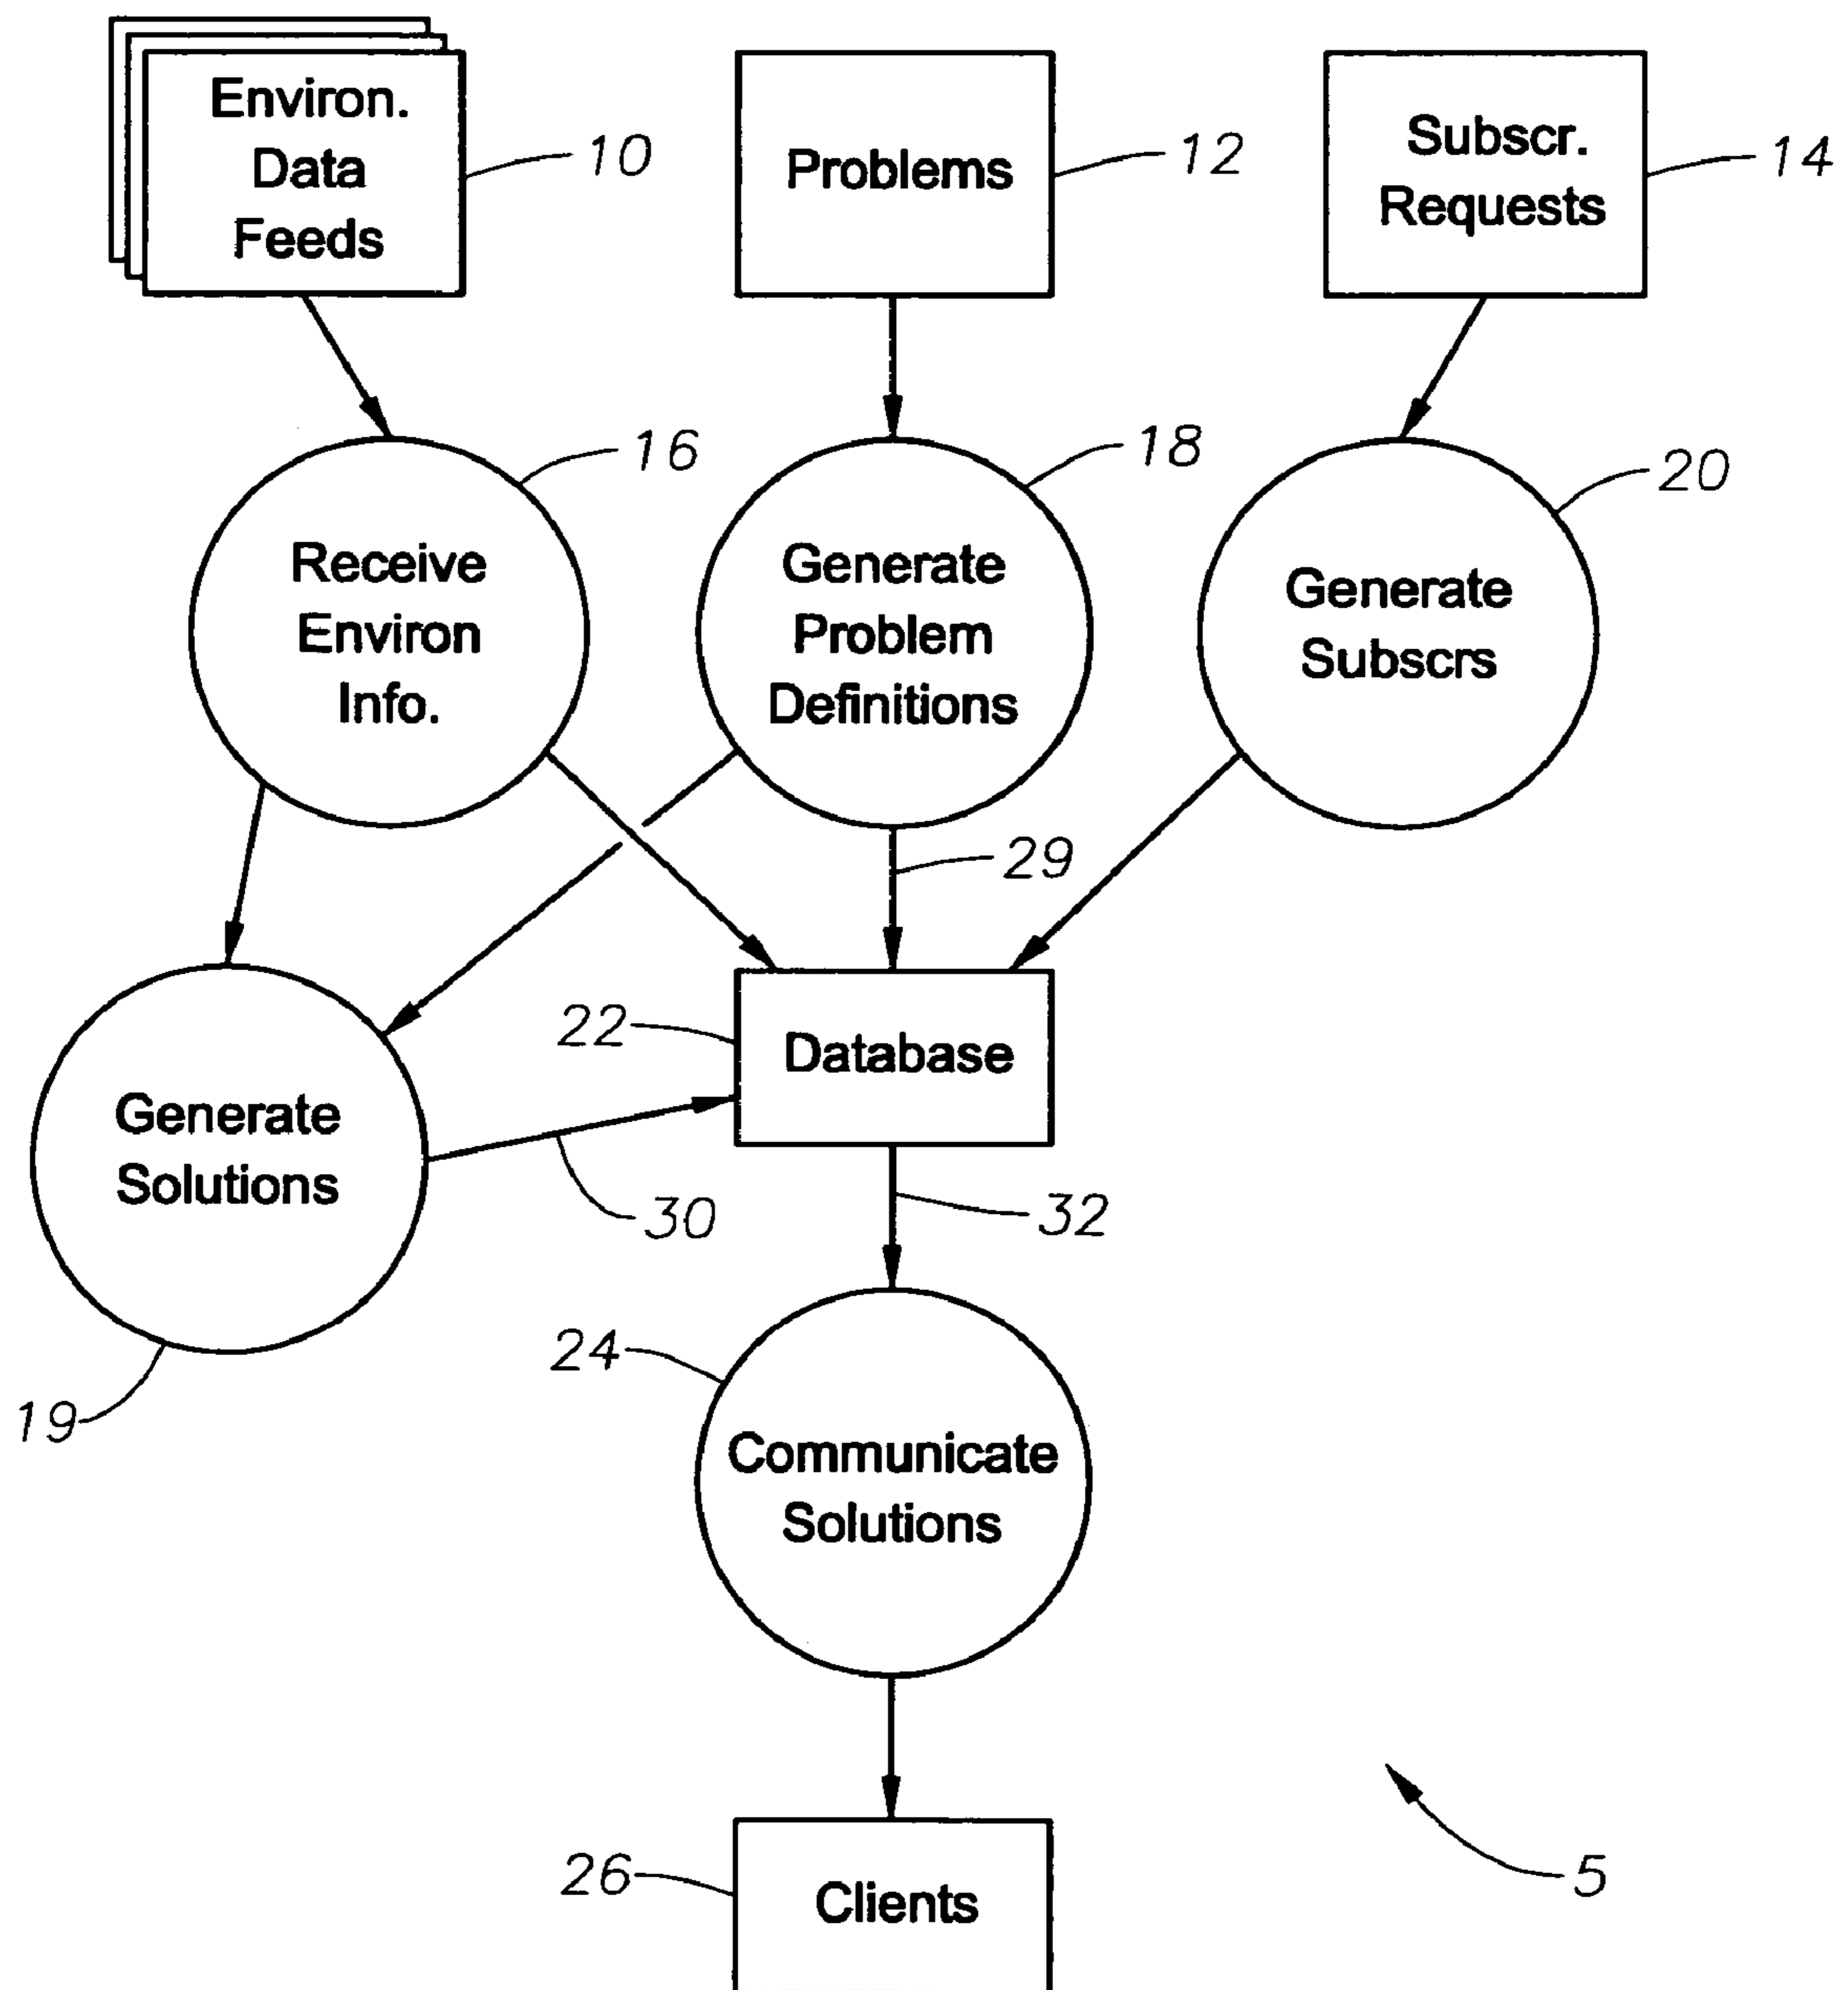 Environ.
Data
Feeds
10
Problems
12
Subscr.
Requests
14
Receive
Environ
Info.
16
Generate
Problem
Definitions
18
Generate
Subscrs
20
29
22
Database
Generate
Solutions
30
32
19
24
Communicate
Solutions
26
Clients
5